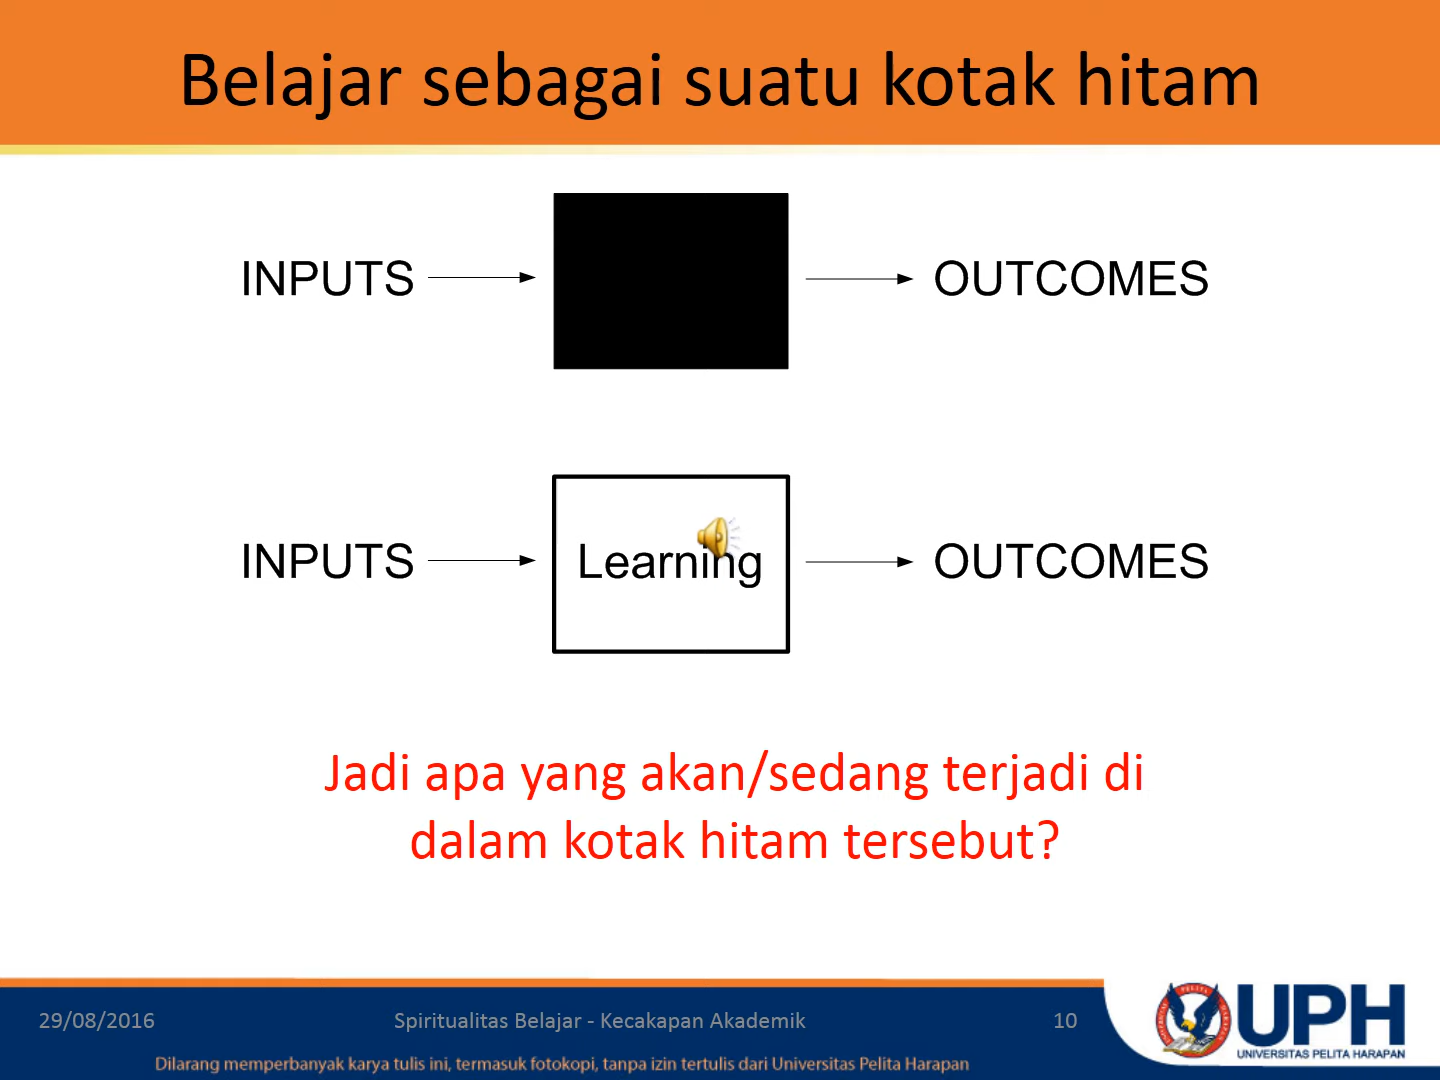 Belajar sebagai suatu kotak hitam
INPUTS
OUTCOMES
INPUTS
Learning
OUTCOMES
Jadi apa yang akan/sedang terjadi di
dalam kotak hitam tersebut?
29/08/2016
Spiritualitas Belajar - Kecakapan Akademik
10
UPH
UNIVERSITAS PELITA HARAPAN
Dilarang memperbanyak karya tulis ini, termasuk fotokopi, tanpa izin tertulis dari Universitas Pelita Harapan